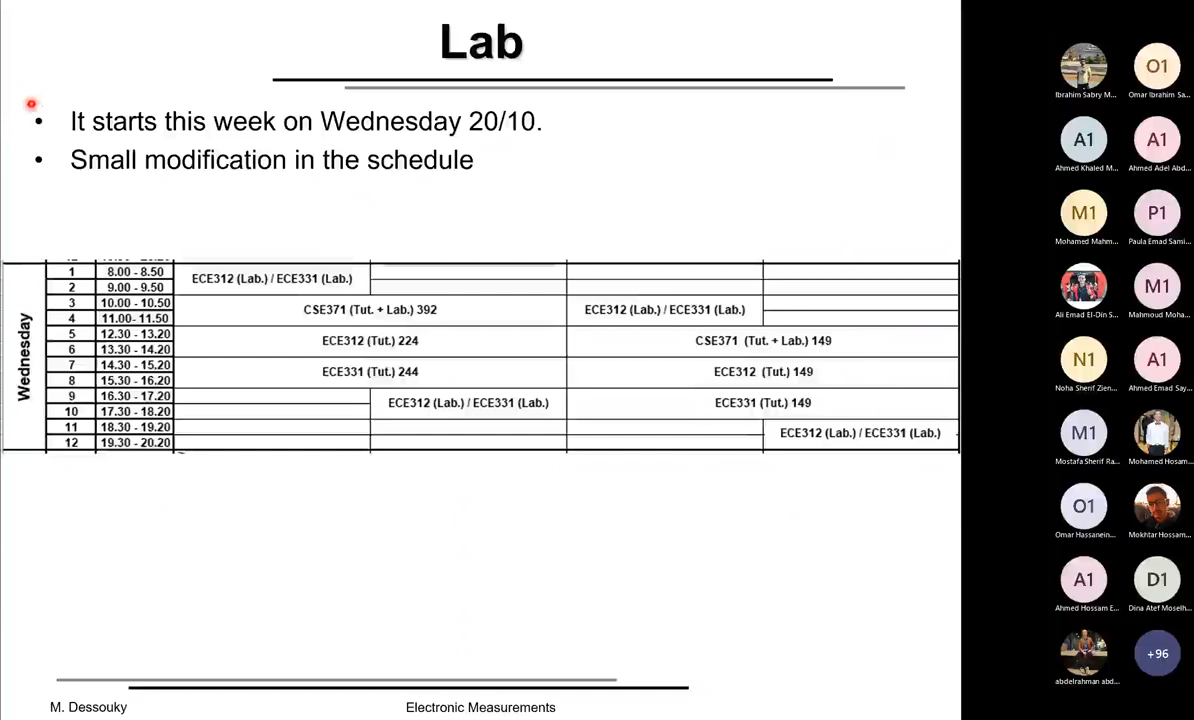 Lab
• It starts this week on Wednesday 20/10.
• Small modification in the schedule
Wednesday
1 8.00 - 8.50 ECE312 (Lab.) / ECE331 (Lab.)
2 9.00 - 9.50
3 10.00 - 10.50 CSE371 (Tut. + Lab.) 392 ECE312 (Lab.) / ECE331 (Lab.)
4 11.00- 11.50
5 12.30 - 13.20 ECE312 (Tut.) 224 CSE371 (Tut. + Lab.) 149
6 13.30 - 14.20
7 14.30 - 15.20 ECE331 (Tut.) 244 ECE312 (Tut.) 149
8 15.30 - 16.20
9 16.30 - 17.20 ECE312 (Lab.) / ECE331 (Lab.) ECE331 (Tut.) 149
10 17.30 - 18.20
11 18.30 - 19.20 ECE312 (Lab.) / ECE331 (Lab.)
12 19.30 - 20.20
M. Dessouky Electronic Measurements
O1
Ibrahim Sabry M... Omar Ibrahim Sa...
A1 A1
Ahmed Khaled M... Ahmed Adel Abd...
M1 P1
Mohamed Mahm... Paula Emad Sami...
M1
Ali Emad El-Din S... Mahmoud Moha...
N1 A1
Noha Sherif Zien... Ahmed Emad Say...
M1
Mostafa Sherif Ra... Mohamed Hosam...
O1
Omar Hassanein... Mokhtar Hossam...
A1 D1
Ahmed Hossam E... Dina Atef Moselh...
+96
abdelrahman abd...